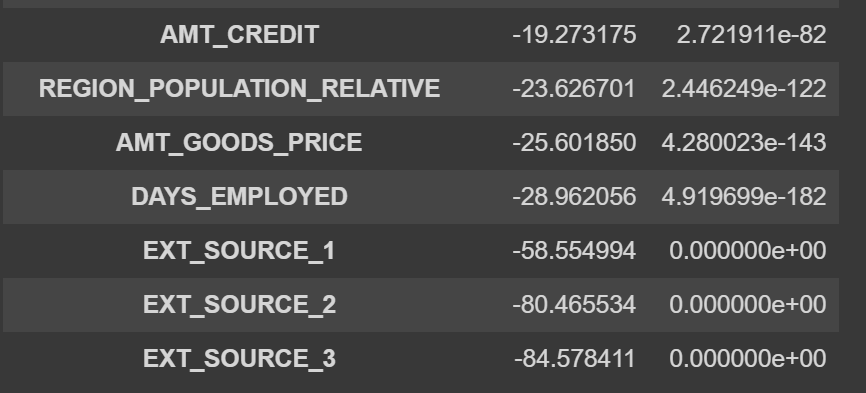 AMT_CREDIT -19.273175 2.721911e-82
REGION_POPULATION_RELATIVE -23.626701 2.446249e-122
AMT_GOODS_PRICE -25.601850 4.280023e-143
DAYS_EMPLOYED -28.962056 4.919699e-182
EXT_SOURCE_1 -58.554994 0.000000e+00
EXT_SOURCE_2 -80.465534 0.000000e+00
EXT_SOURCE_3 -84.578411 0.000000e+00